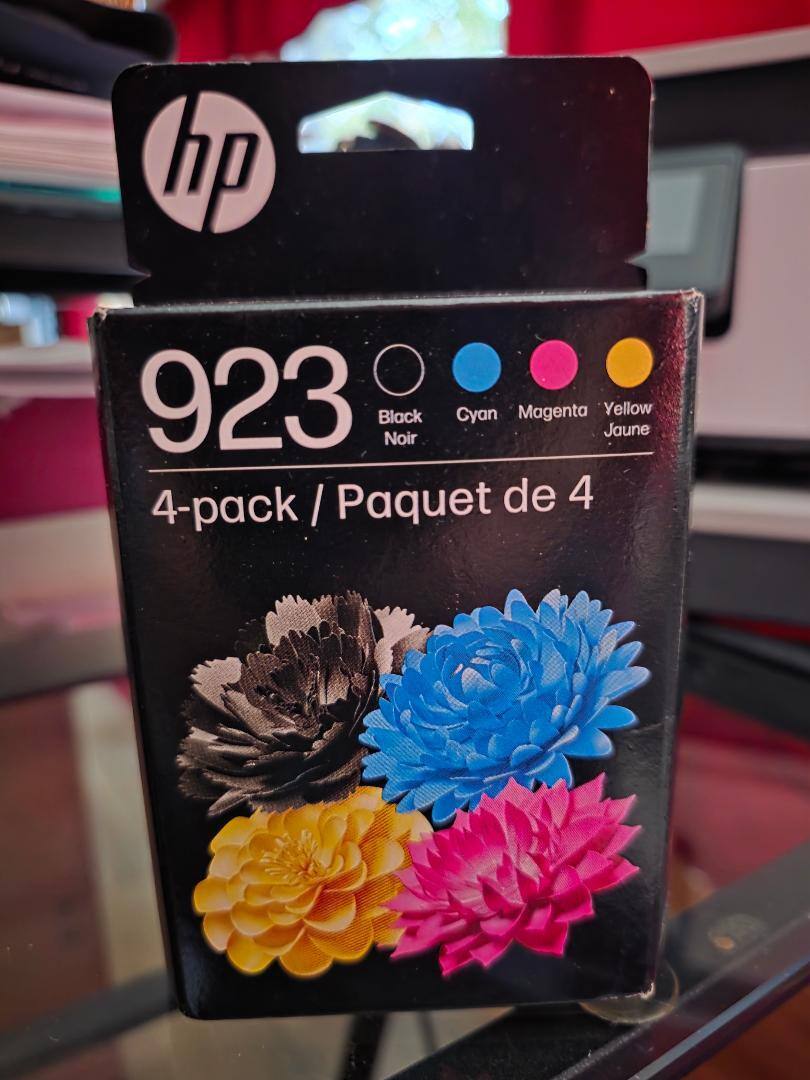 hp
923
Black
Noir
Cyan
Magenta
Yellow
Jaune
4-pack / Paquet de 4